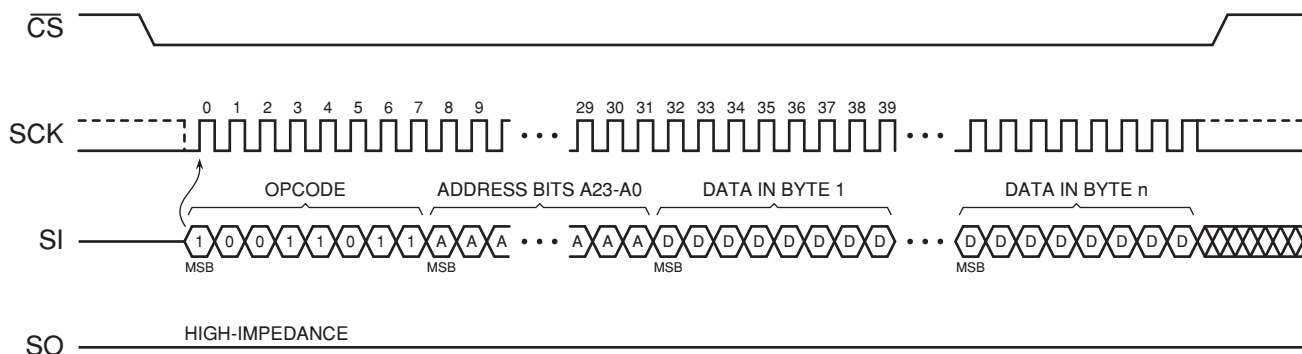 CS
SCK
0 1 2 3 4 5 6 7 8 9 29 30 31 32 33 34 35 36 37 38 39
OPCODE ADDRESS BITS A23-A0 DATA IN BYTE 1 DATA IN BYTE n
SI
1 0 0 1 1 0 1 1 A A A A A A D D D D D D D D D D D D D D D D
MSB MSB MSB MSB
SO
HIGH-IMPEDANCE